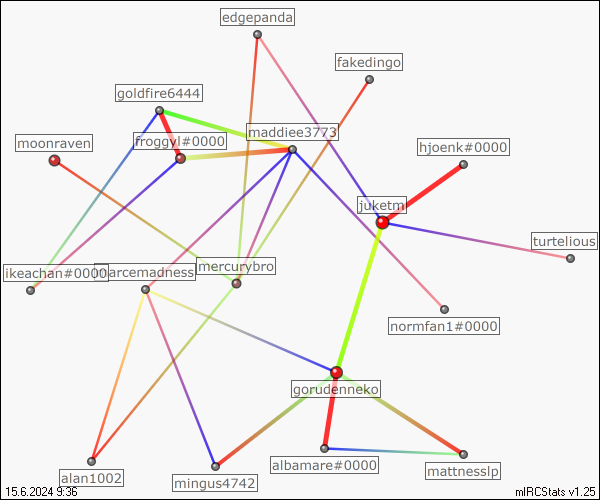 edgepanda
fakedingo
goldfire6444
maddiee3773
moonraven
froggyl#0000
hjoenk#0000
juketm
turtelious
mercurybro
ikeachan#0000
arcemadness
normfan1#0000
gorudenneko
albamare#0000
mattnesslp
alan1002
mingus4742
15.6.2024 9:36
mIRCStats v1.25